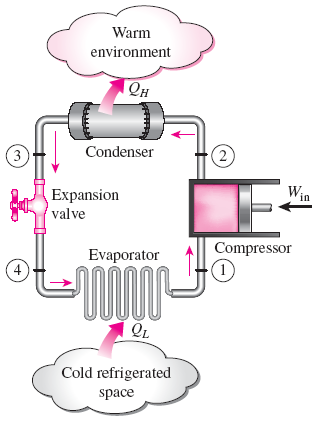 Warm
environment
Q_H
3
Condenser
2
Expansion
valve
W_in
Evaporator
Compressor
4
1
Q_L
Cold refrigerated
space